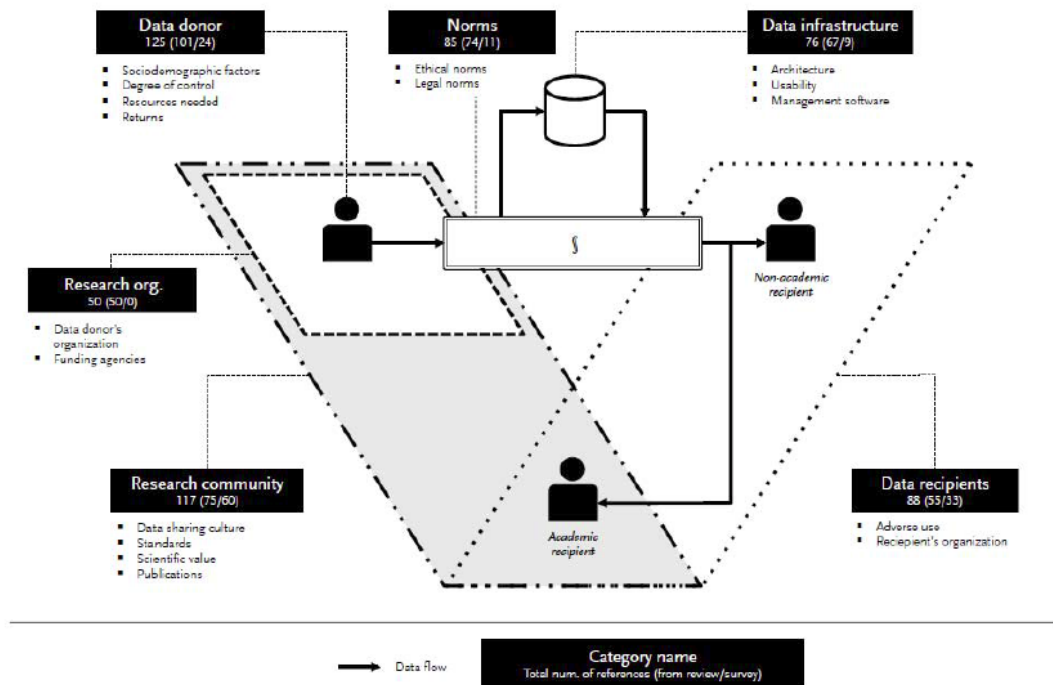 Data donor
125 (101/24)
▪ Sociodemographic factors
▪ Degree of control
▪ Resources needed
▪ Returns
Norms
85 (74/11)
▪ Ethical norms
▪ Legal norms
Data infrastructure
76 (67/9)
▪ Architecture
▪ Usability
▪ Management software
§
Non-academic
recipient
Research org.
50 (50/0)
▪ Data donor's
organization
▪ Funding agencies
Research community
117 (75/60)
▪ Data sharing culture
▪ Standards
▪ Scientific value
▪ Publications
Academic
recipient
Data recipients
88 (55/33)
▪ Adverse use
▪ Reciepient's organization
Data flow
Category name
Total num. of references (from review/survey)